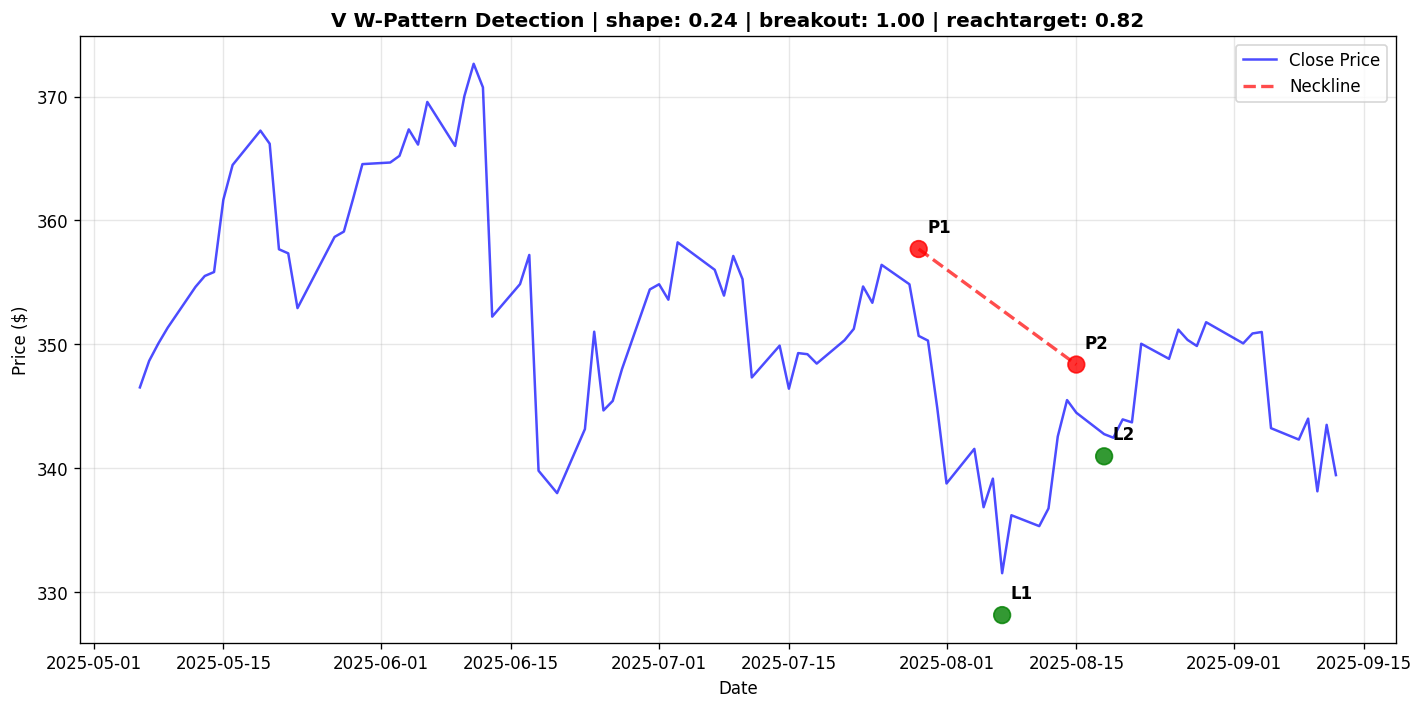 V W-Pattern Detection | shape: 0.24 | breakout: 1.00 | reachtarget: 0.82
Close Price
Neckline
370
360
350
340
330
Price ($)
P1
P2
L2
L1
2025-05-01 2025-05-15 2025-06-01 2025-06-15 2025-07-01 2025-07-15 2025-08-01 2025-08-15 2025-09-01 2025-09-15
Date